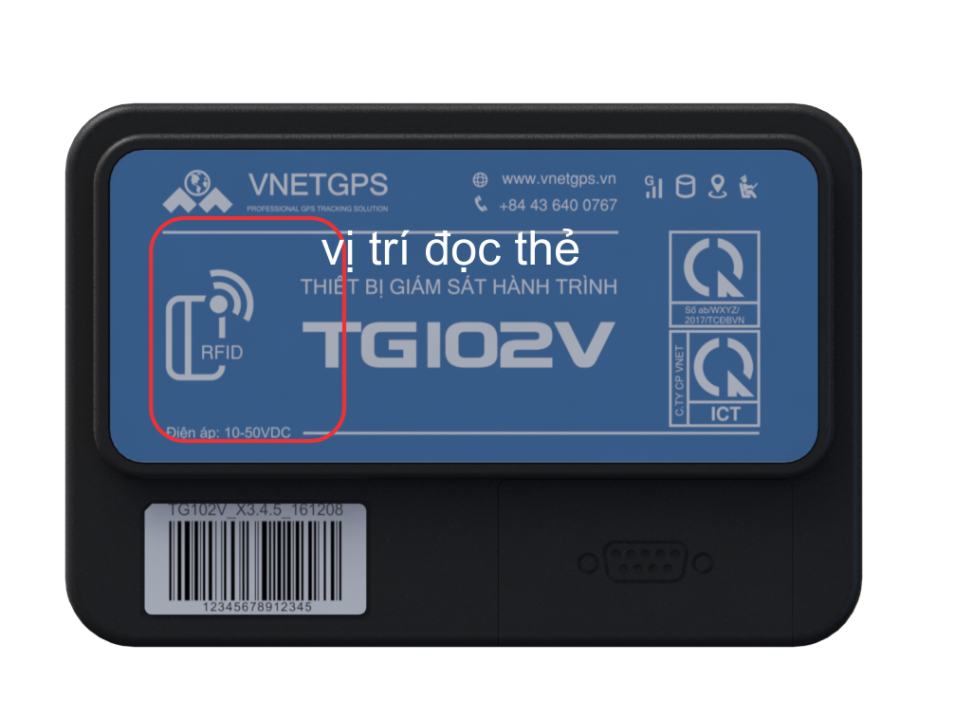 VNETGPS
PROFESSIONAL GPS TRACKING SOLUTION
www.vnetgps.vn
+84 43 640 0767
G
vị trí đọc thẻ
THIẾT BỊ GIÁM SÁT HÀNH TRÌNH
TG102V
RFID
Điện áp: 10-50VDC
Số ab/WXYZ/
2017/TCĐBVN
C.TY CP VNET
ICT
TG102V_X3.4.5_161208
12345678912345